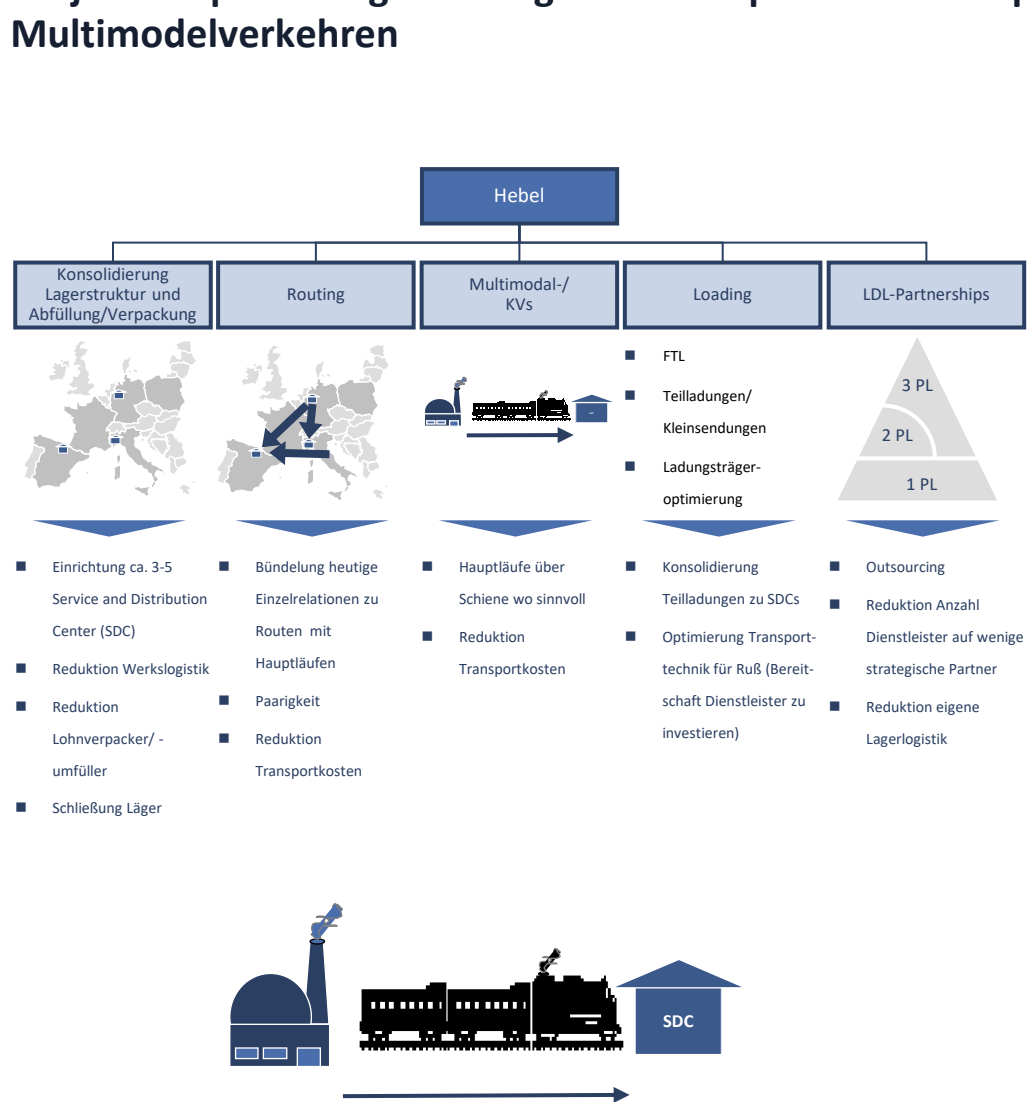 Multimodelverkehren
Hebel
Konsolidierung
Lagerstruktur und
Abfüllung/Verpackung
Routing
Multimodal-/
KVs
Loading
LDL-Partnerships
■ FTL
■ Teilladungen/
Kleinsendungen
■ Ladungsträger-
optimierung
3 PL
2 PL
1 PL
■ Einrichtung ca. 3-5
Service and Distribution
Center (SDC)
■ Reduktion Werkslogistik
■ Reduktion
Lohnverpacker/ -
umfüller
■ Schließung Läger
■ Bündelung heutige
Einzelrelationen zu
Routen mit
Hauptläufen
■ Paarigkeit
■ Reduktion
Transportkosten
■ Hauptläufe über
Schiene wo sinnvoll
■ Reduktion
Transportkosten
■ Konsolidierung
Teilladungen zu SDCs
■ Optimierung Transport-
technik für Ruß (Bereit-
schaft Dienstleister zu
investieren)
■ Outsourcing
■ Reduktion Anzahl
Dienstleister auf wenige
strategische Partner
■ Reduktion eigene
Lagerlogistik
SDC